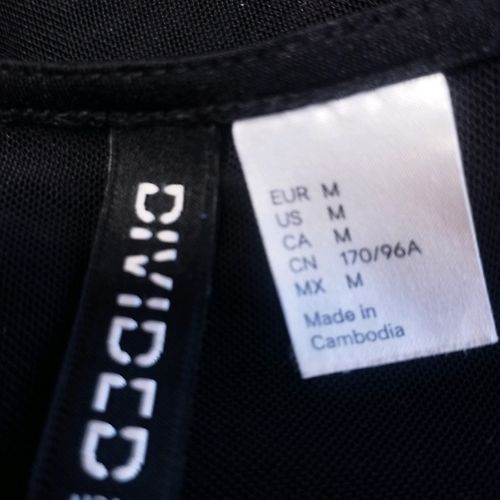 DIVIDED
EUR M
US M
CA M
CN 170/96A
MX M
Made in
Cambodia